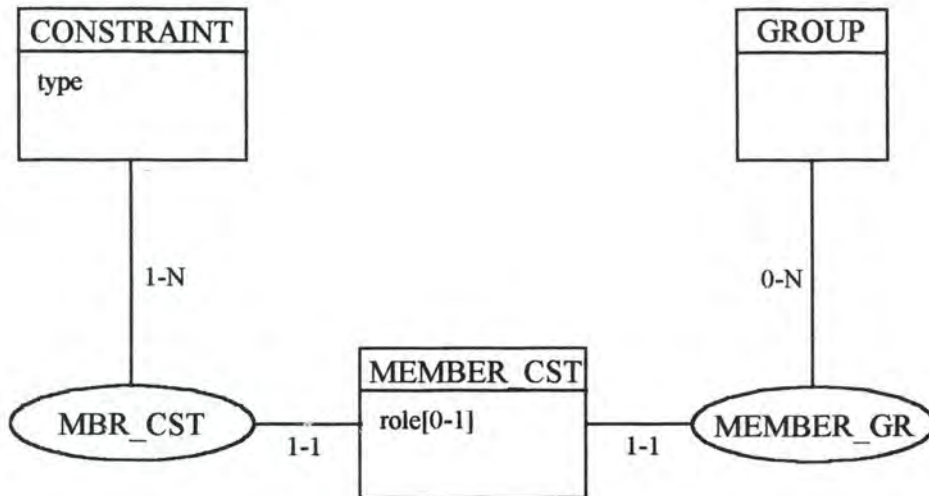 CONSTRAINT
type
GROUP
1-N
0-N
MEMBER_CST
role[0-1]
MBR_CST
1-1
1-1
MEMBER_GR